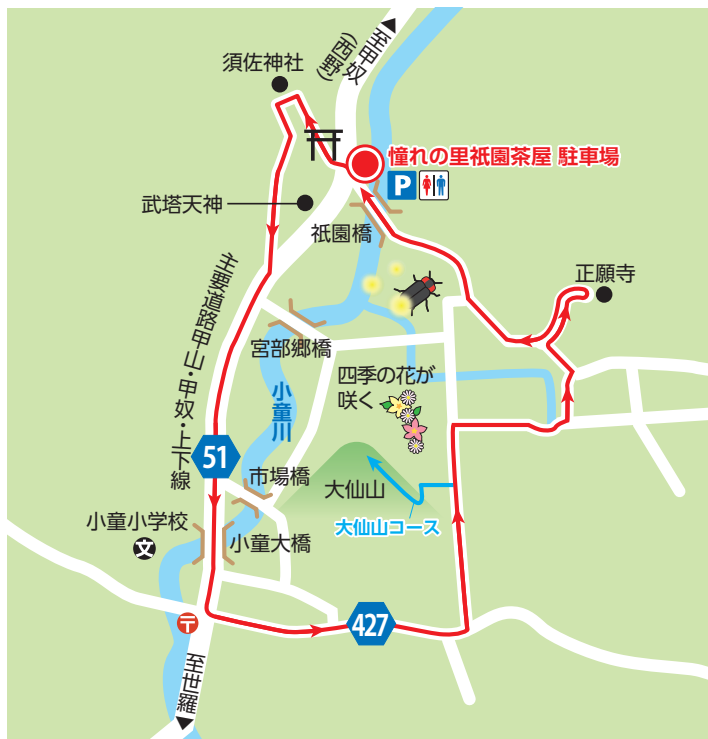 至甲奴
(西野)
須佐神社
憧れの里祇園茶屋 駐車場
P
武塔天神
祇園橋
正願寺
主要道路甲山・甲奴・上下線
宮部郷橋
四季の花が
咲く
小童川
51
市場橋
大仙山
大仙山コース
小童小学校
文
小童大橋
〒
427
至世羅